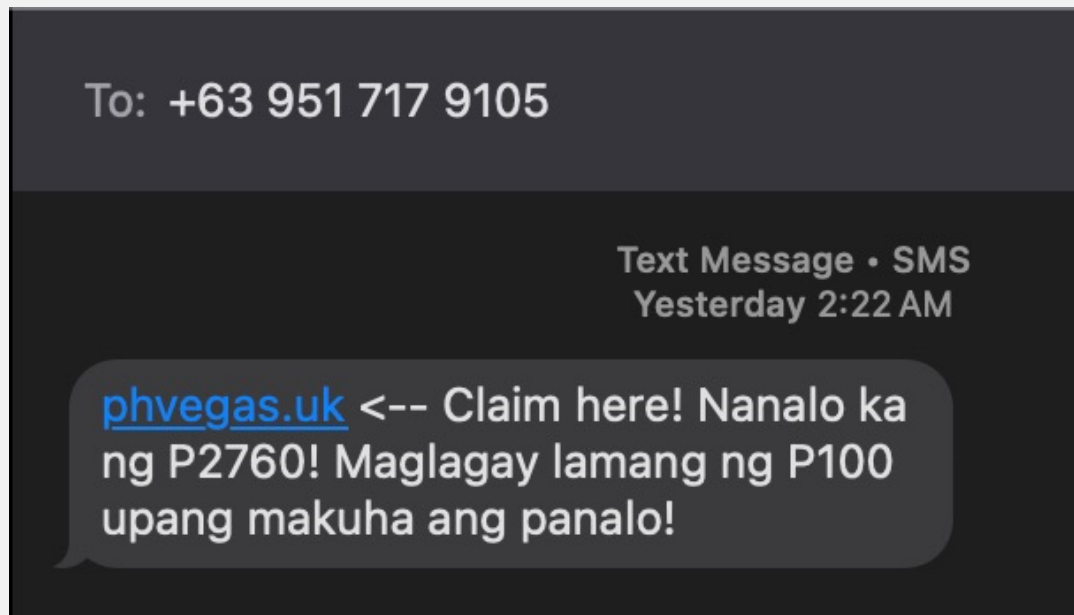 To: +63 951 717 9105
Text Message • SMS
Yesterday 2:22 AM
phvegas.uk <-- Claim here! Nanalo ka
ng P2760! Maglagay lamang ng P100
upang makuha ang panalo!